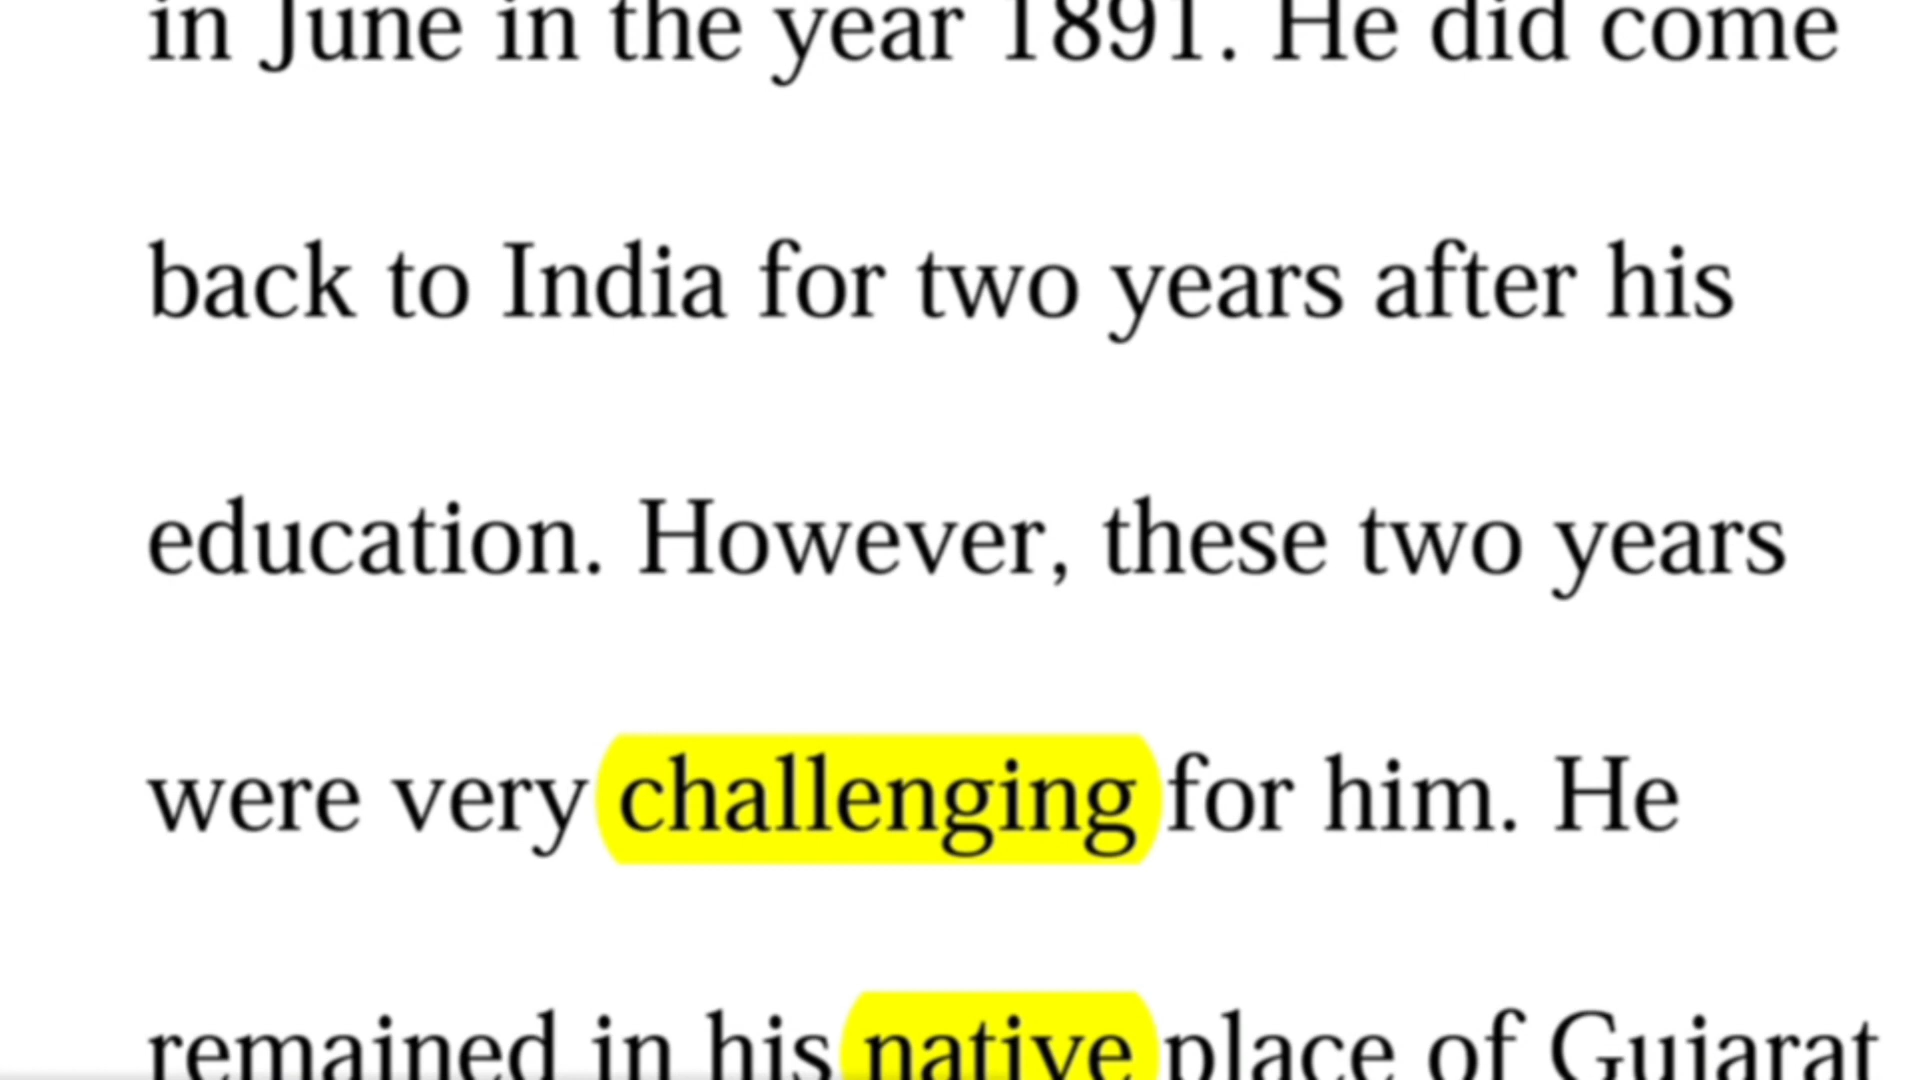 in June in the year 1891. He did come
back to India for two years after his
education. However, these two years
were very challenging for him. He
remained in his native place of Gujarat